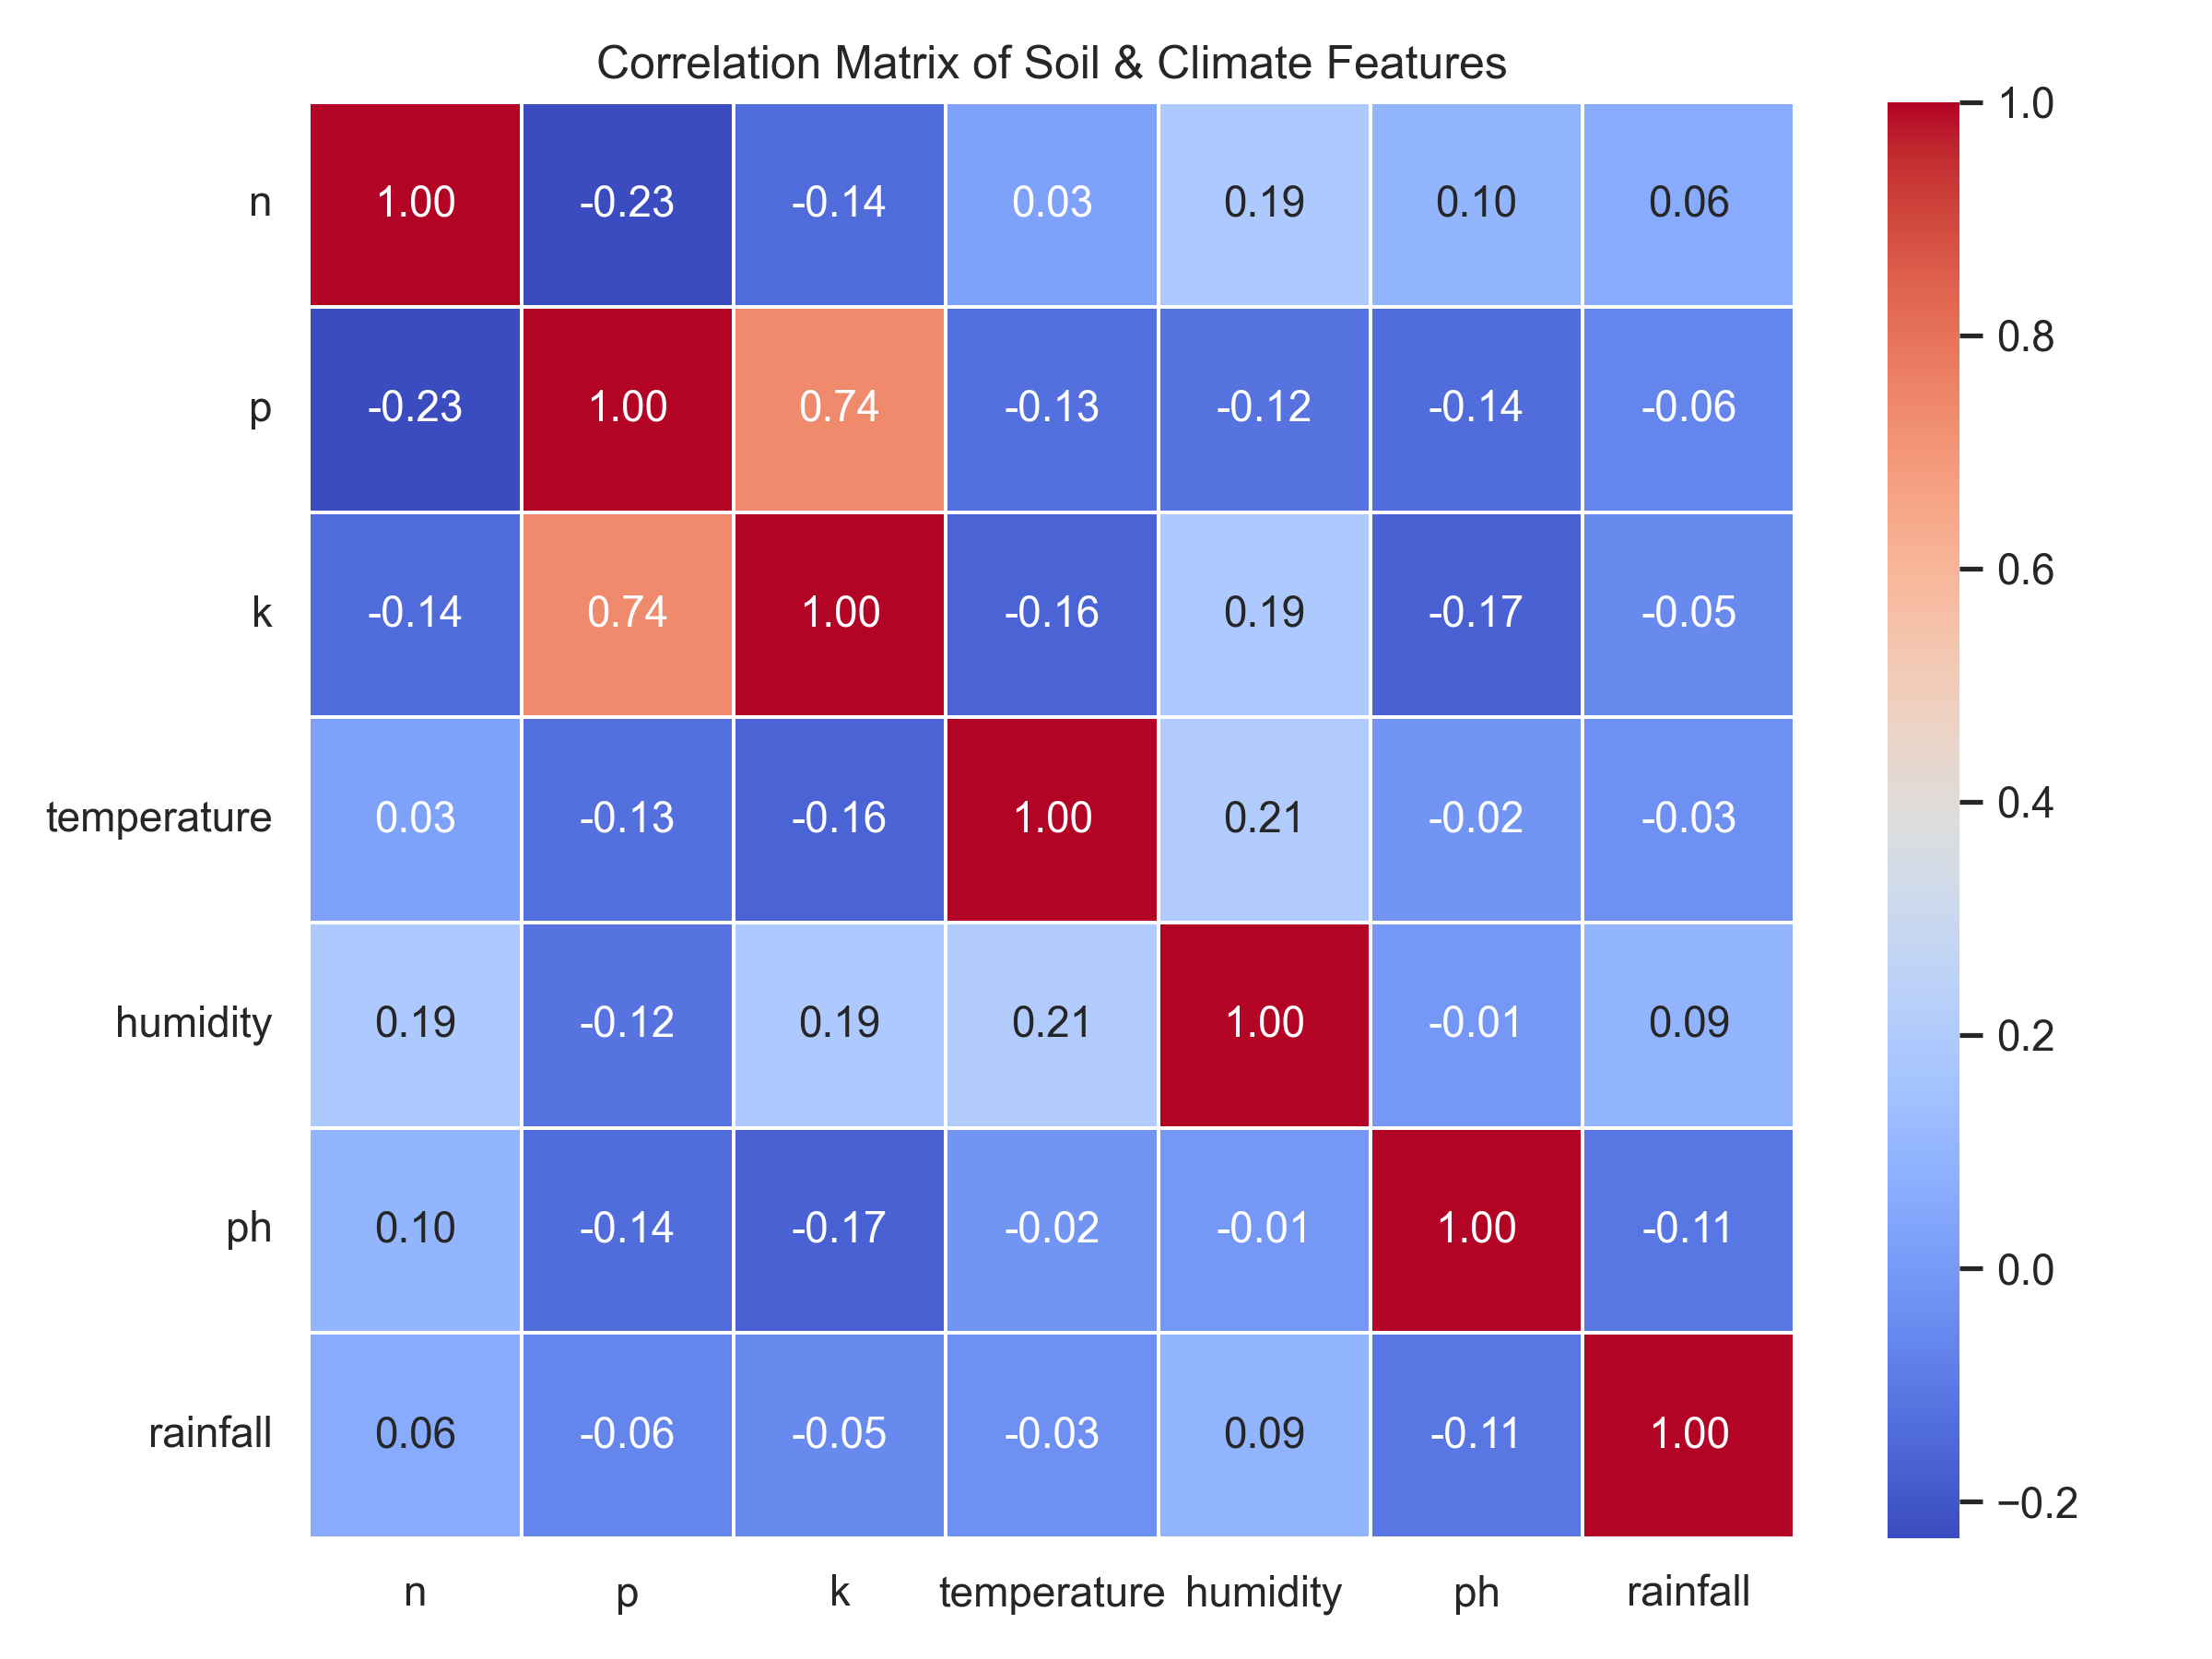 Correlation Matrix of Soil & Climate Features
n 1.00 -0.23 -0.14 0.03 0.19 0.10 0.06
p -0.23 1.00 0.74 -0.13 -0.12 -0.14 -0.06
k -0.14 0.74 1.00 -0.16 0.19 -0.17 -0.05
temperature 0.03 -0.13 -0.16 1.00 0.21 -0.02 -0.03
humidity 0.19 -0.12 0.19 0.21 1.00 -0.01 0.09
ph 0.10 -0.14 -0.17 -0.02 -0.01 1.00 -0.11
rainfall 0.06 -0.06 -0.05 -0.03 0.09 -0.11 1.00
n p k temperature humidity ph rainfall
1.0
0.8
0.6
0.4
0.2
0.0
−0.2